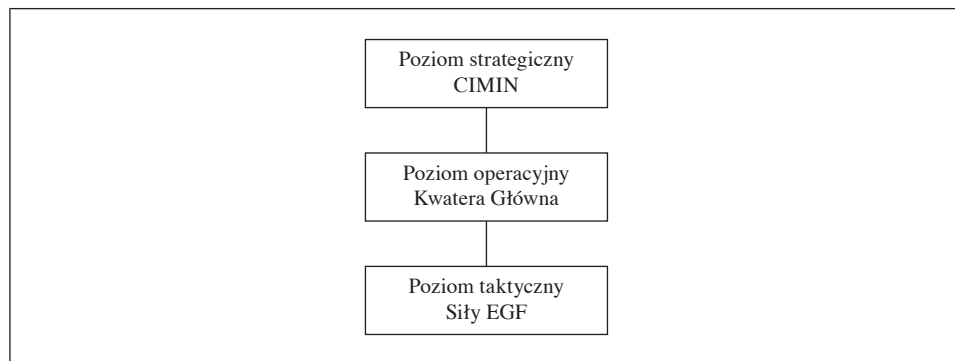 Poziom strategiczny
CIMIN
Poziom operacyjny
Kwatera Główna
Poziom taktyczny
Siły EGF